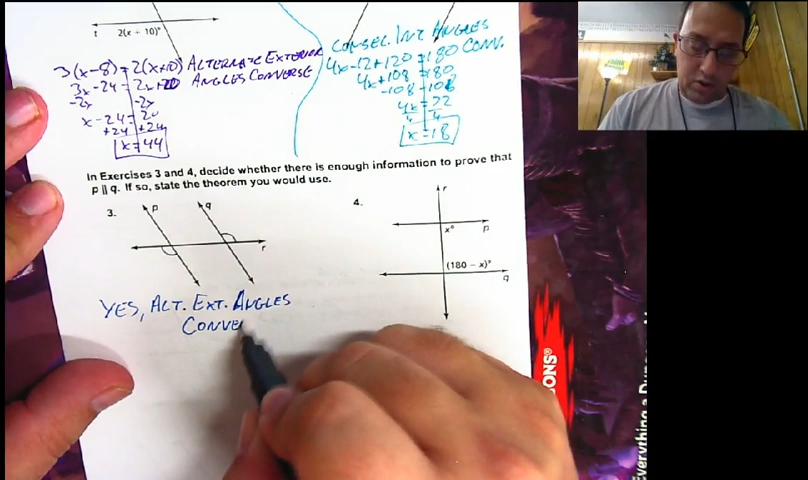 t
2(x + 10)°
3(x-8) = 2(x+10) ALTERNATE EXTERIOR
3x-24 = 2x+20 ANGLES CONVERSE
-2x -2x
x-24 = 20
+24 +24
x = 44
CONSEC. INT ANGLES
4x-12+120 = 180 CONV.
4x+108 = 180
-108 -108
4x = 72
4 4
x = 18
In Exercises 3 and 4, decide whether there is enough information to prove that
p ∥ q. If so, state the theorem you would use.
3.
p
q
r
YES, ALT. EXT. ANGLES
CONVE
4.
r
x°
p
(180 − x)°
q
ONS®
Everything a Du